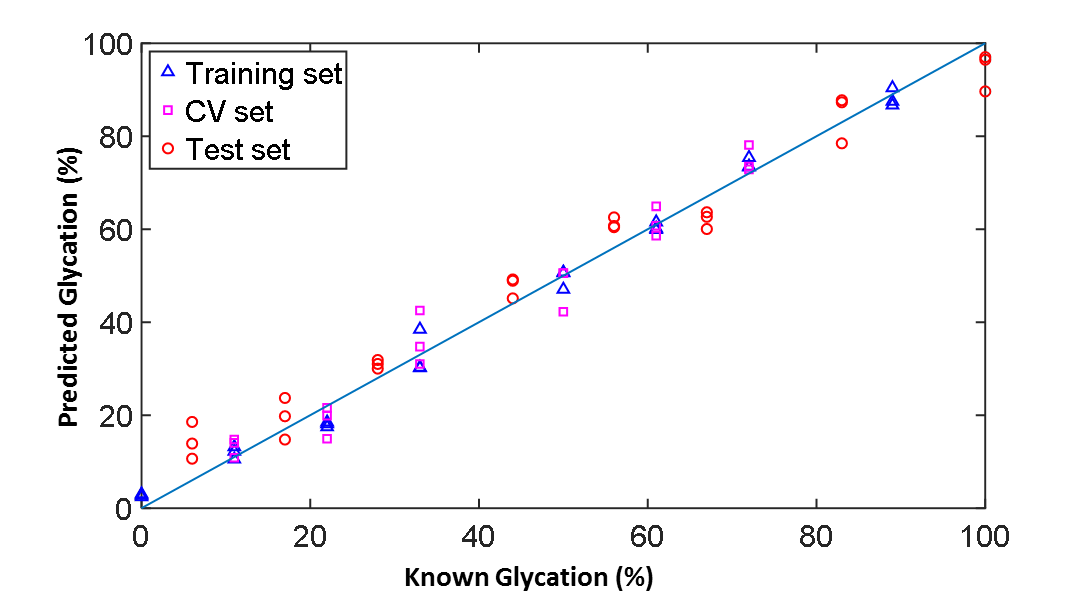 100
80
60
40
20
0
Predicted Glycation (%)
Training set
CV set
Test set
0 20 40 60 80 100
Known Glycation (%)